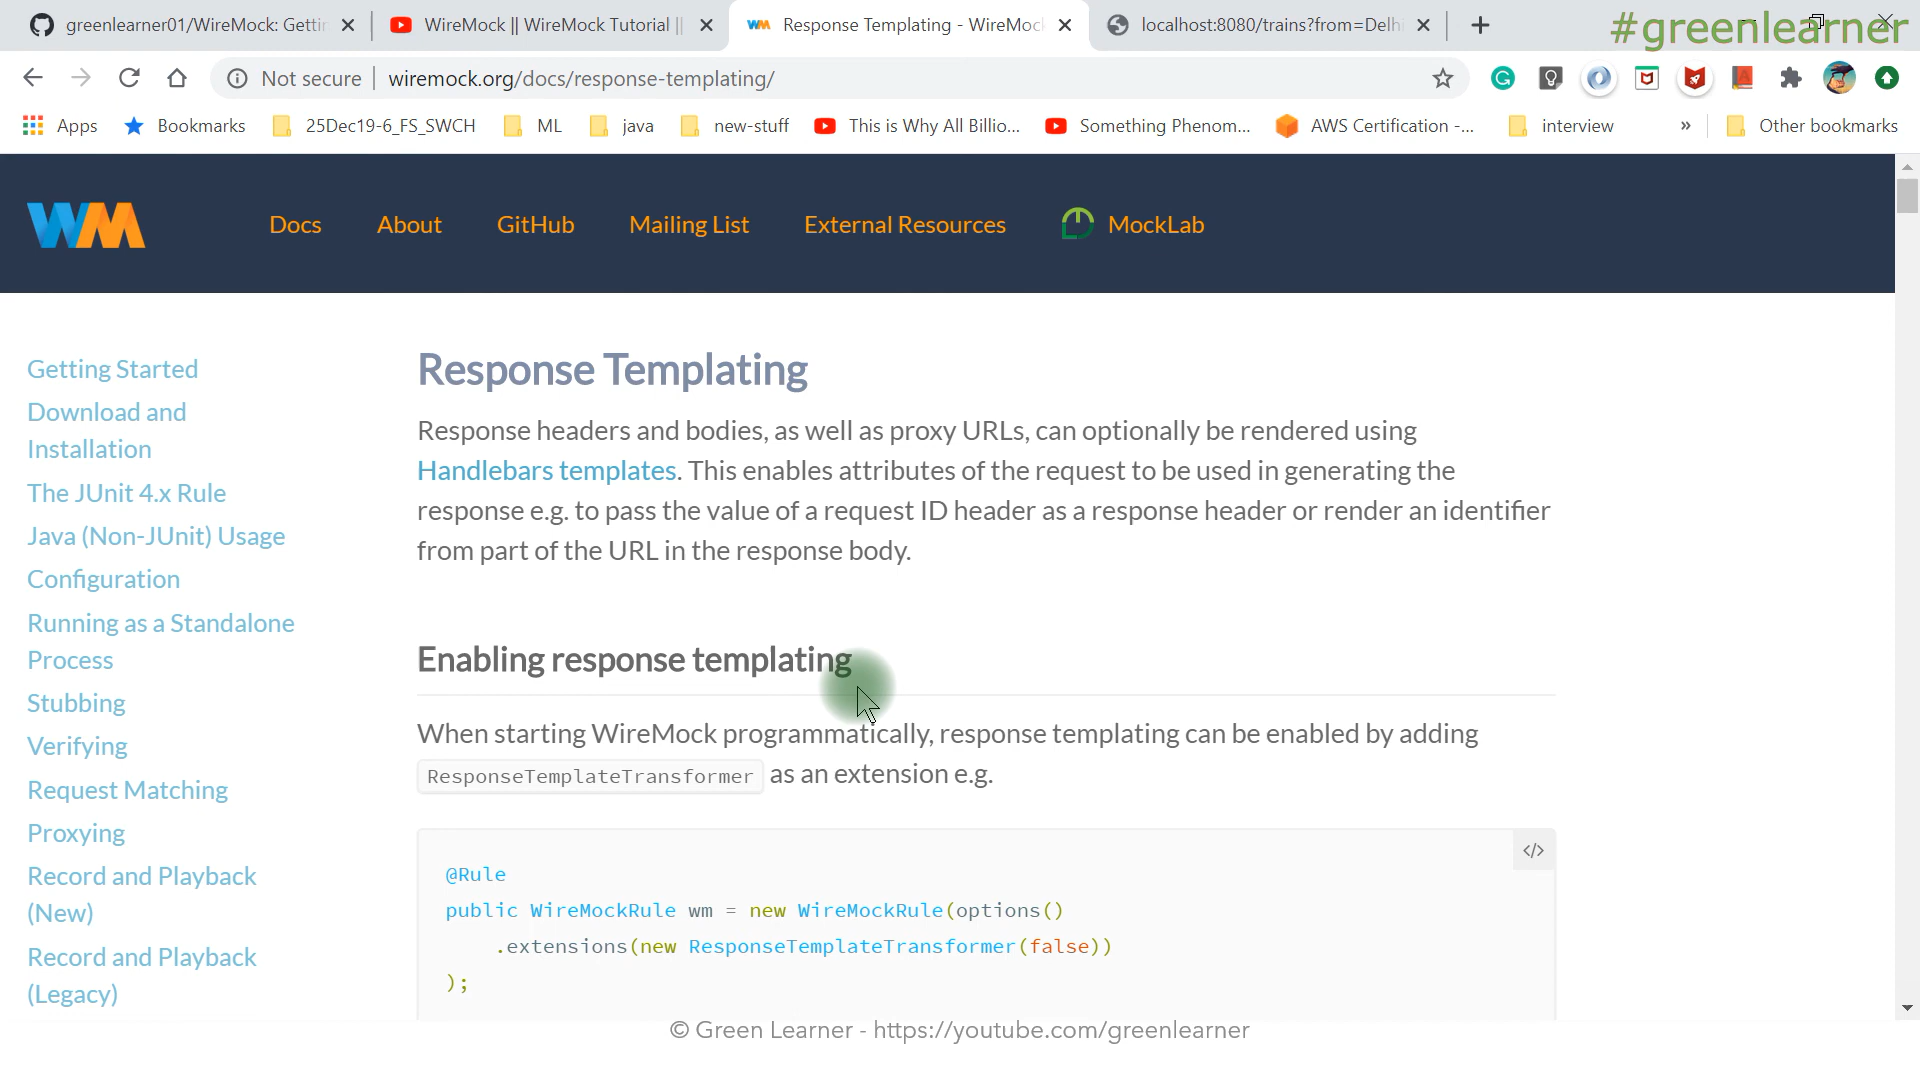 greenlearner01/WireMock: Gettin
WireMock || WireMock Tutorial ||
Response Templating - WireMock
localhost:8080/trains?from=Delhi
#greenlearner
Not secure
wiremock.org/docs/response-templating/
Apps
Bookmarks
25Dec19-6_FS_SWCH
ML
java
new-stuff
This is Why All Billio...
Something Phenom...
AWS Certification -...
interview
»
Other bookmarks
WM
Docs
About
GitHub
Mailing List
External Resources
MockLab
Getting Started
Download and
Installation
The JUnit 4.x Rule
Java (Non-JUnit) Usage
Configuration
Running as a Standalone
Process
Stubbing
Verifying
Request Matching
Proxying
Record and Playback
(New)
Record and Playback
(Legacy)
Response Templating
Response headers and bodies, as well as proxy URLs, can optionally be rendered using
Handlebars templates. This enables attributes of the request to be used in generating the
response e.g. to pass the value of a request ID header as a response header or render an identifier
from part of the URL in the response body.
Enabling response templating
When starting WireMock programmatically, response templating can be enabled by adding
ResponseTemplateTransformer as an extension e.g.
</>
@Rule
public WireMockRule wm = new WireMockRule(options()
.extensions(new ResponseTemplateTransformer(false))
);
© Green Learner - https://youtube.com/greenlearner